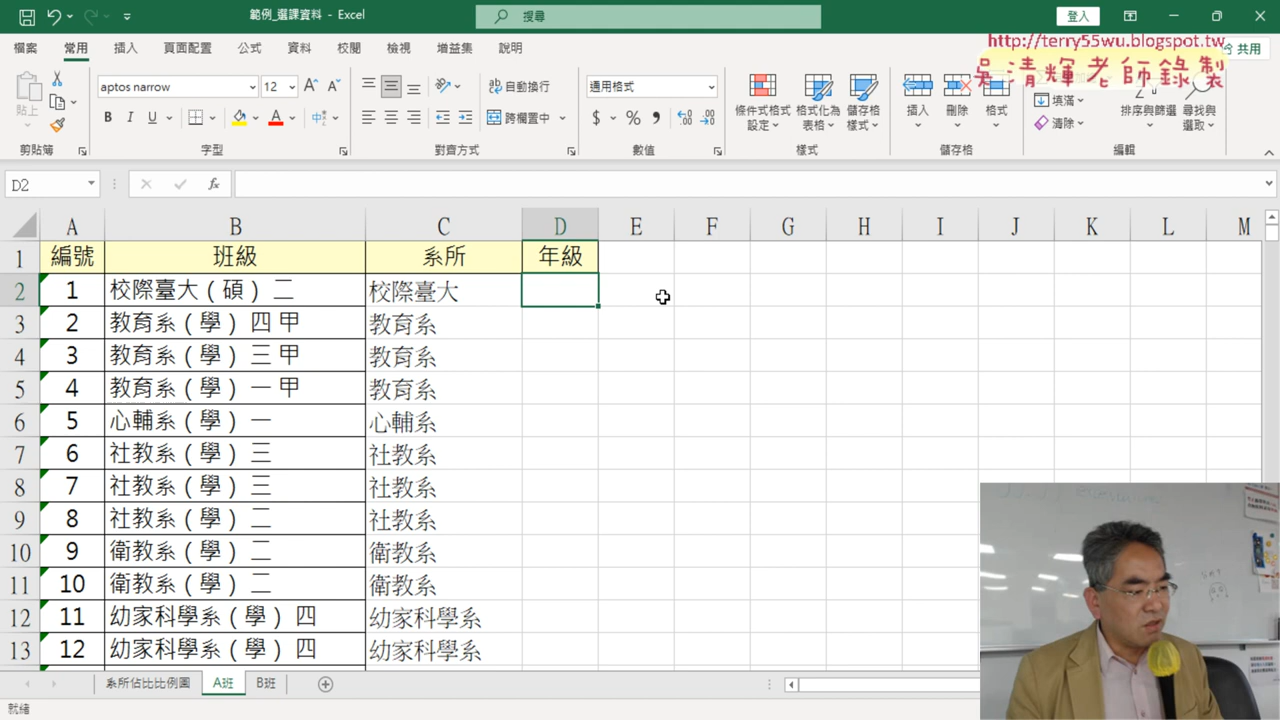 範例_選課資料 - Excel
搜尋
登入
檔案 常用 插入 頁面配置 公式 資料 校閱 檢視 增益集 說明
共用
http://terry55wu.blogspot.tw
吳清輝老師錄製
貼上
剪貼簿
aptos narrow 12
B I U A
字型
自動換行
跨欄置中
對齊方式
通用格式
$ % ,
數值
條件式格式設定
格式化為表格
儲存格樣式
樣式
插入 刪除 格式
儲存格
填滿
清除
排序與篩選
尋找與選取
編輯
D2
fx
A B C D E F G H I J K L M
1 編號 班級 系所 年級
2 1 校際臺大（碩） 二 校際臺大
3 2 教育系（學） 四 甲 教育系
4 3 教育系（學） 三 甲 教育系
5 4 教育系（學） 一 甲 教育系
6 5 心輔系（學） 一 心輔系
7 6 社教系（學） 三 社教系
8 7 社教系（學） 三 社教系
9 8 社教系（學） 二 社教系
10 9 衛教系（學） 二 衛教系
11 10 衛教系（學） 二 衛教系
12 11 幼家科學系（學） 四 幼家科學系
13 12 幼家科學系（學） 四 幼家科學系
系所佔比比例圖 A班 B班
就緒